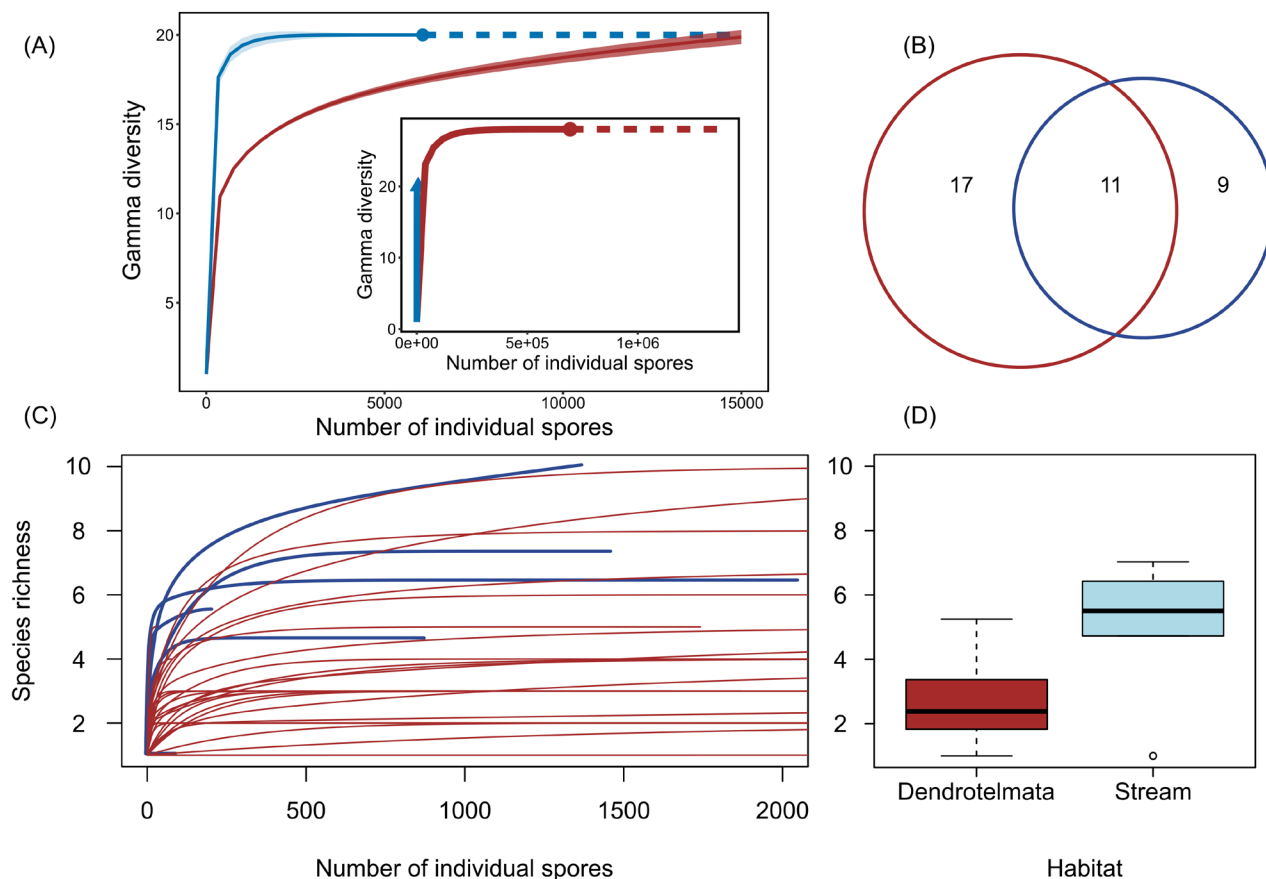 (A)
20
15
10
5
Gamma diversity
0
5000
10000
15000
Number of individual spores
20
10
0
Gamma diversity
0e+00
5e+05
1e+06
Number of individual spores
(B)
17
11
9
(C)
10
8
6
4
2
Species richness
0
500
1000
1500
2000
Number of individual spores
(D)
10
8
6
4
2
Dendrotelmata
Stream
Habitat